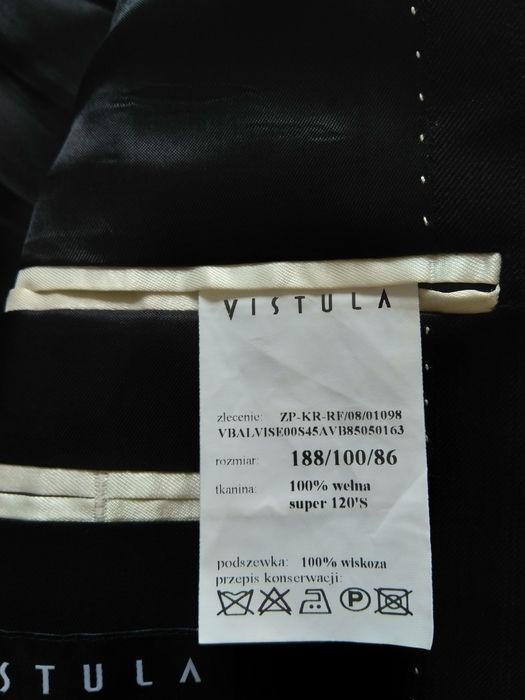 VISTULA
zlecenie: ZP-KR-RF/08/01098
VBALVISE00S45AVB85050163
rozmiar: 188/100/86
tkanina: 100% wełna
super 120'S
podszewka: 100% wiskoza
przepis konserwacji:
P
STULA